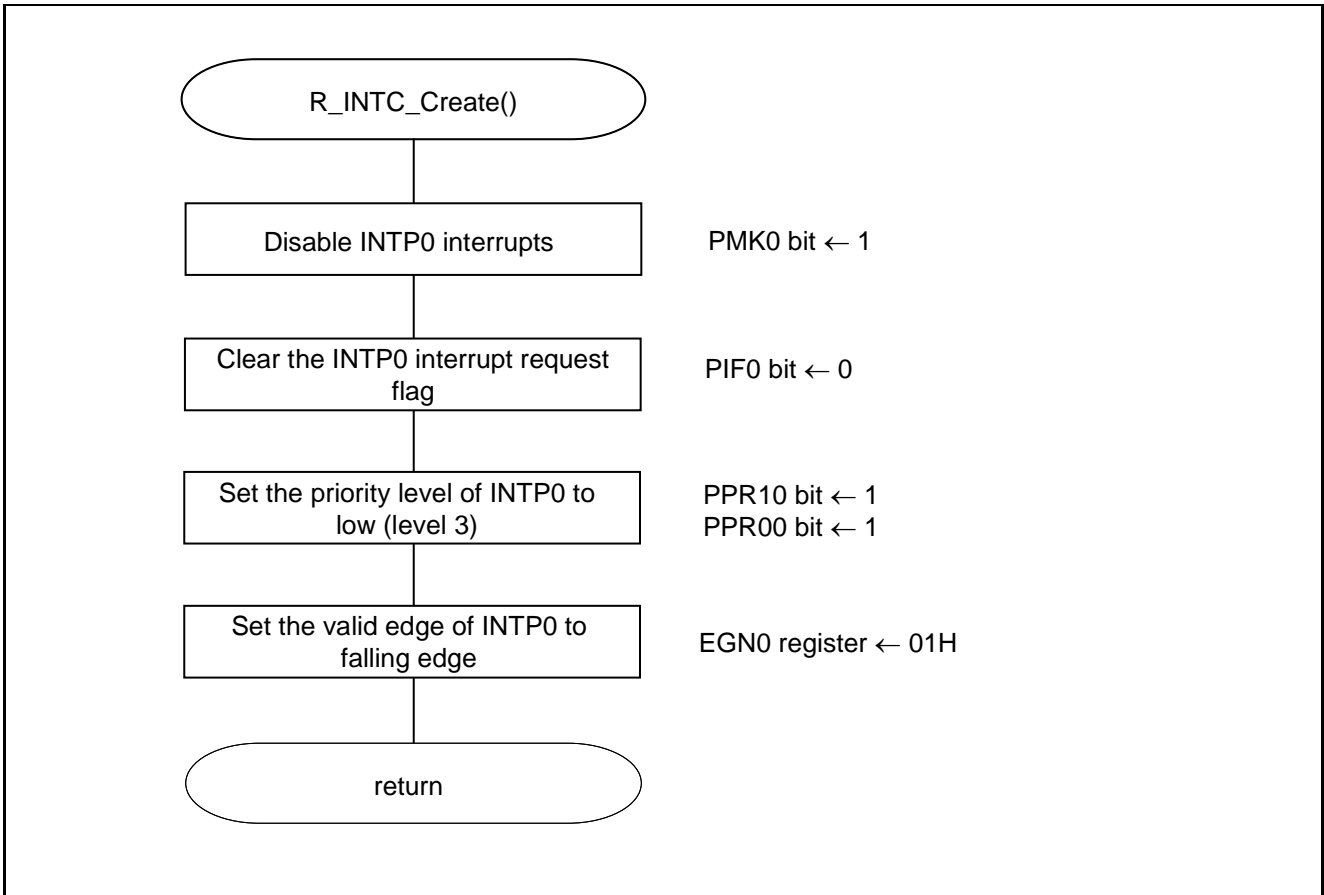 R_INTC_Create()
Disable INTP0 interrupts
PMK0 bit ← 1
Clear the INTP0 interrupt request
flag
PIF0 bit ← 0
Set the priority level of INTP0 to
low (level 3)
PPR10 bit ← 1
PPR00 bit ← 1
Set the valid edge of INTP0 to
falling edge
EGN0 register ← 01H
return